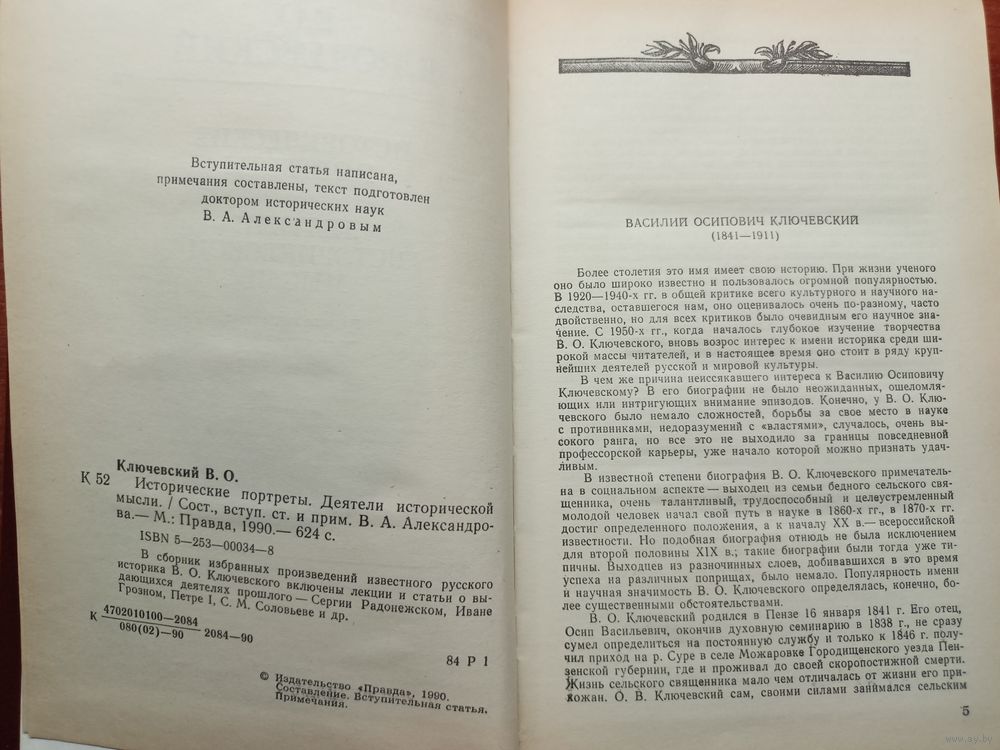 Вступительная статья написана,
примечания составлены, текст подготовлен
доктором исторических наук
В. А. Александровым
Ключевский В. О.
К 52 Исторические портреты. Деятели исторической
мысли. / Сост., вступ. ст. и прим. В. А. Александро-
ва.— М.: Правда, 1990.— 624 с.
ISBN 5—253—00034—8
В сборник избранных произведений известного русского
историка В. О. Ключевского включены лекции и статьи о вы-
дающихся деятелях прошлого — Сергии Радонежском, Иване
Грозном, Петре I, С. М. Соловьеве и др.
К 4702010100—2084
080(02)—90 2084—90
84 Р 1
© Издательство «Правда», 1990.
Составление. Вступительная статья.
Примечания.
ВАСИЛИЙ ОСИПОВИЧ КЛЮЧЕВСКИЙ
(1841—1911)
Более столетия это имя имеет свою историю. При жизни ученого
оно было широко известно и пользовалось огромной популярностью.
В 1920—1940-х гг. в общей критике всего культурного и научного на-
следства, оставшегося нам, оно оценивалось очень по-разному, часто
двойственно, но для всех критиков было очевидным его научное зна-
чение. С 1950-х гг., когда началось глубокое изучение творчества
В. О. Ключевского, вновь возрос интерес к имени историка среди ши-
рокой массы читателей, и в настоящее время оно стоит в ряду круп-
нейших деятелей русской и мировой культуры.
В чем же причина неиссякавшего интереса к Василию Осиповичу
Ключевскому? В его биографии не было неожиданных, ошеломля-
ющих или интригующих внимание эпизодов. Конечно, у В. О. Клю-
чевского было немало сложностей, борьбы за свое место в науке
с противниками, недоразумений с «властями», случалось, очень вы-
сокого ранга, но все это не выходило за границы повседневной
профессорской карьеры, уже начало которой можно признать удач-
ливым.
В известной степени биография В. О. Ключевского примечатель-
на в социальном аспекте — выходец из семьи бедного сельского свя-
щенника, очень талантливый, трудоспособный и целеустремленный
молодой человек начал свой путь в науке в 1860-х гг., в 1870-х гг.
достиг определенного положения, а к началу XX в.— всероссийской
известности. Но подобная биография отнюдь не была исключением
для второй половины XIX в.; такие биографии были тогда уже ти-
пичны. Выходцев из разночинных слоев, добивавшихся в это время
успеха на различных поприщах, было немало. Популярность имени
и научная значимость В. О. Ключевского определялась, конечно, бо-
лее существенными обстоятельствами.
В. О. Ключевский родился в Пензе 16 января 1841 г. Его отец,
Осип Васильевич, окончив духовную семинарию в 1838 г., не сразу
сумел определиться на постоянную службу и только к 1846 г. полу-
чил приход на р. Суре в селе Можаровке Городищенского уезда Пен-
зенской губернии, где и проживал до своей скоропостижной смерти.
Жизнь сельского священника мало чем отличалась от жизни его при-
хожан. О. В. Ключевский сам, своими силами занимался сельским
5
www.ay.by